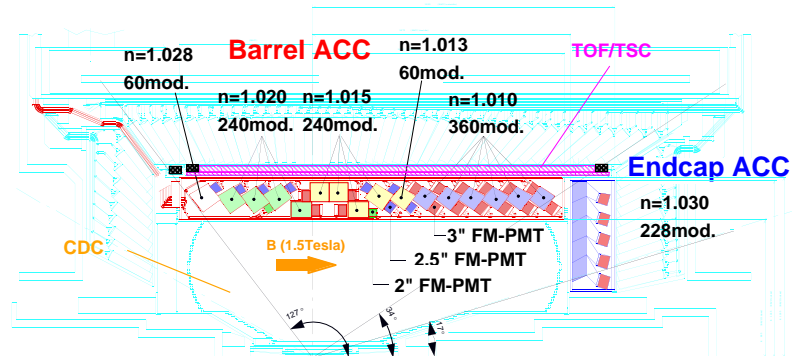 Barrel ACC
n=1.028
60mod.
n=1.020
240mod.
n=1.015
240mod.
n=1.013
60mod.
n=1.010
360mod.
TOF/TSC
Endcap ACC
n=1.030
228mod.
CDC
B (1.5Tesla)
3" FM-PMT
2.5" FM-PMT
2" FM-PMT
127°
34°
17°